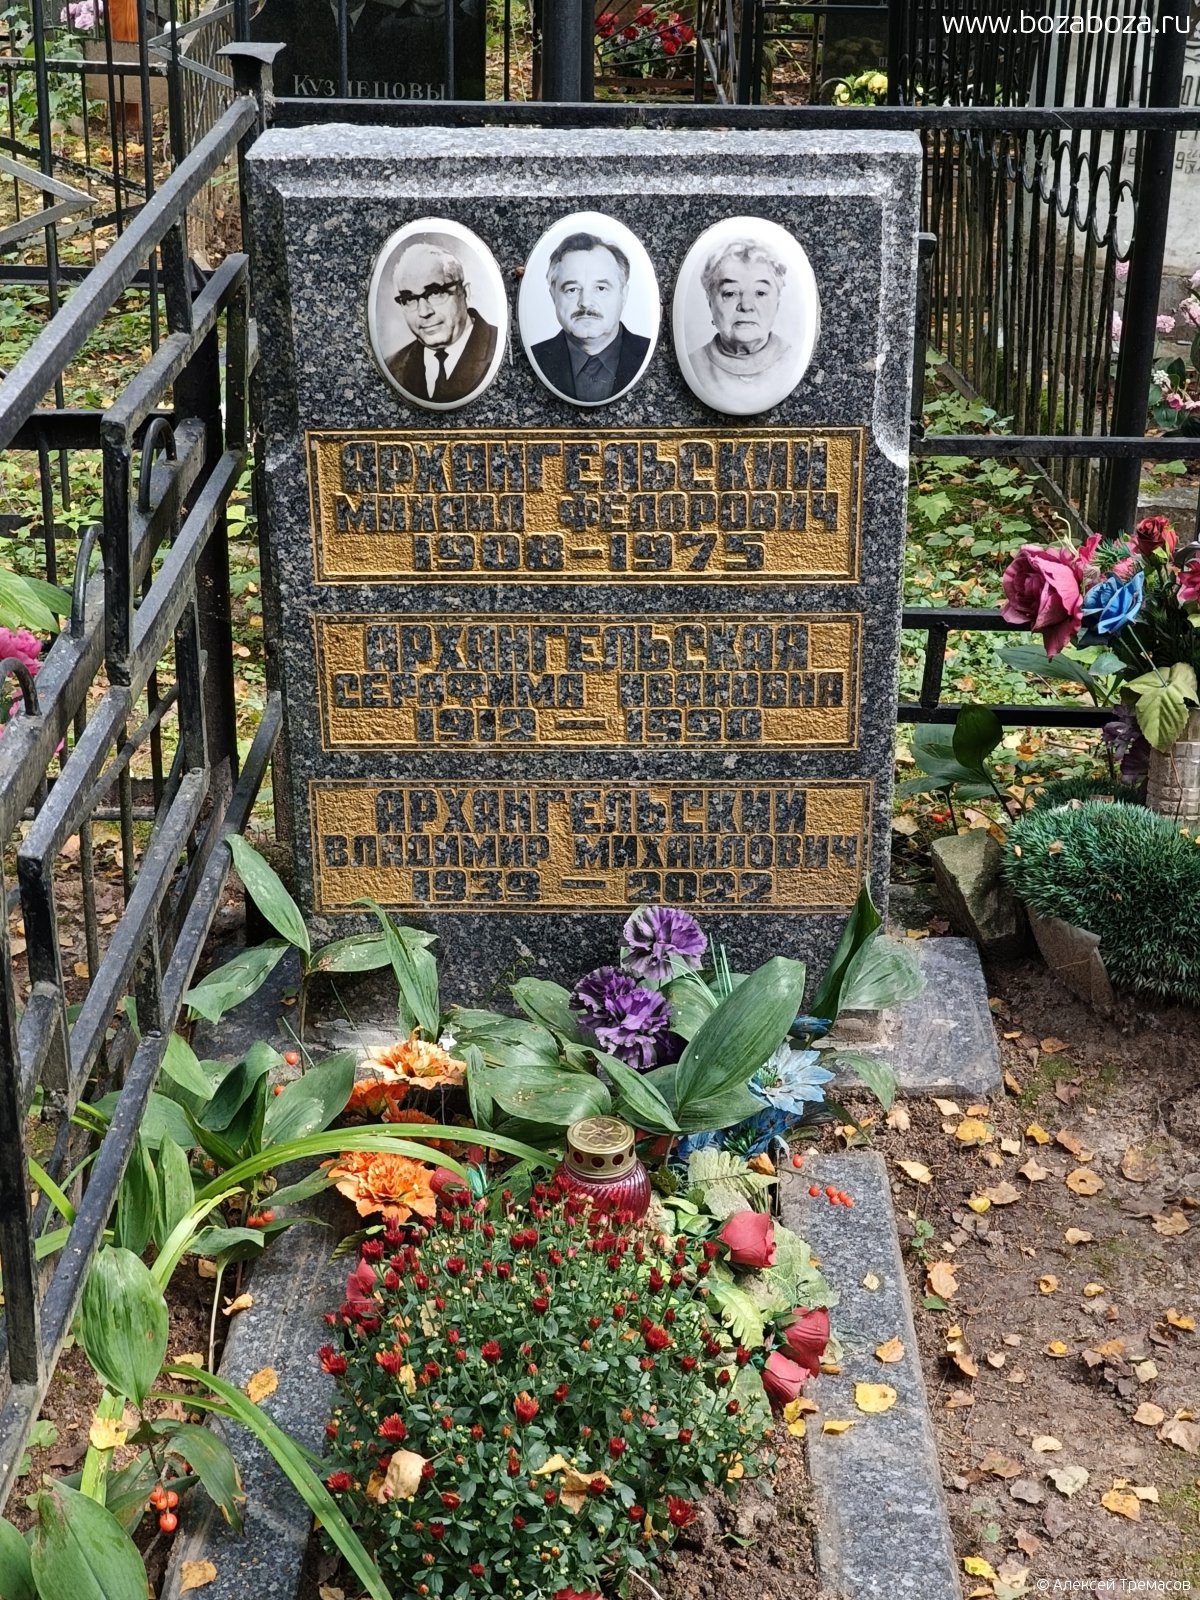 www.bozaboza.ru
Кузнецовы
АРХАНГЕЛЬСКИЙ
МИХАИЛ ФЕДОРОВИЧ
1908 – 1975
АРХАНГЕЛЬСКАЯ
СЕРАФИМА ИВАНОВНА
1912 – 1990
АРХАНГЕЛЬСКИЙ
ВЛАДИМИР МИХАЙЛОВИЧ
1939 – 2022
© Алексей Тремасов